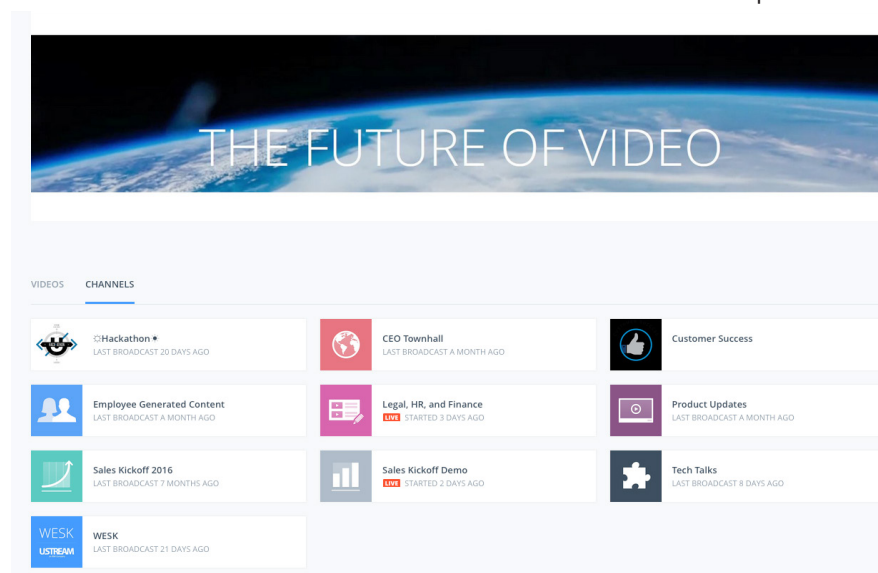 THE FUTURE OF VIDEO
VIDEOS CHANNELS
Hackathon
LAST BROADCAST 20 DAYS AGO
CEO Townhall
LAST BROADCAST A MONTH AGO
Customer Success
Employee Generated Content
LAST BROADCAST A MONTH AGO
Legal, HR, and Finance
LIVE STARTED 3 DAYS AGO
Product Updates
LAST BROADCAST A MONTH AGO
Sales Kickoff 2016
LAST BROADCAST 7 MONTHS AGO
Sales Kickoff Demo
LIVE STARTED 2 DAYS AGO
Tech Talks
LAST BROADCAST 8 DAYS AGO
WESK
USTREAM
WESK
LAST BROADCAST 21 DAYS AGO